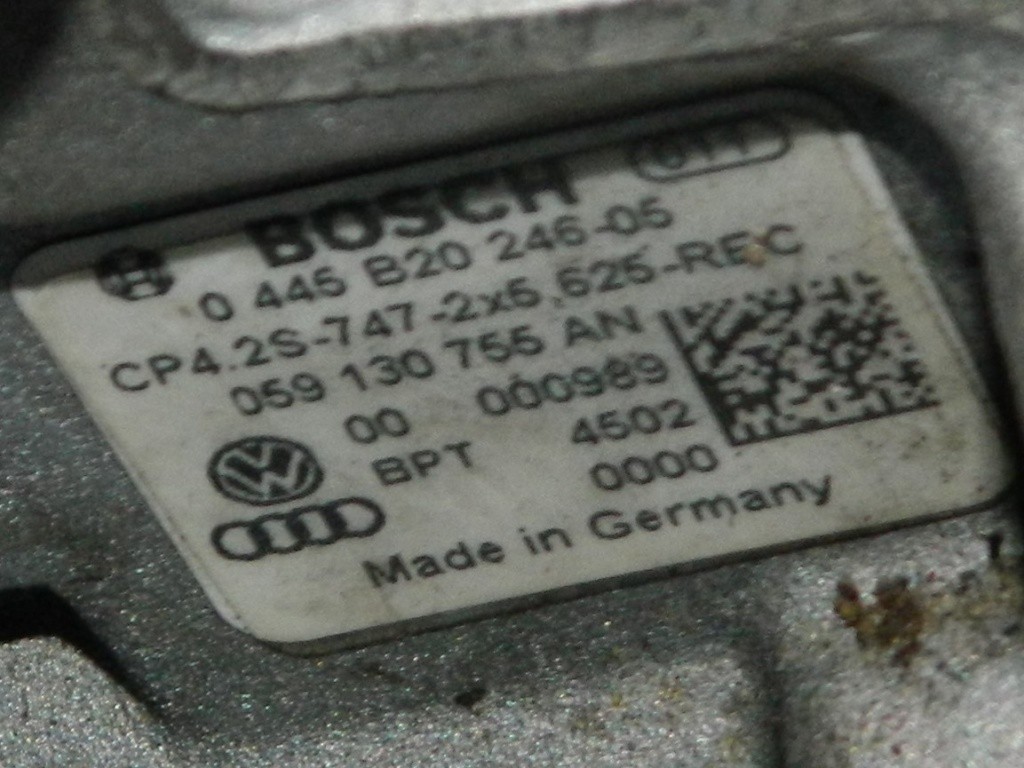 BOSCH
0 445 B20 246-05
CP4.2S-747-2x5,625-RE C
059 130 755 AN
00 000989
BPT 4502
0000
Made in Germany